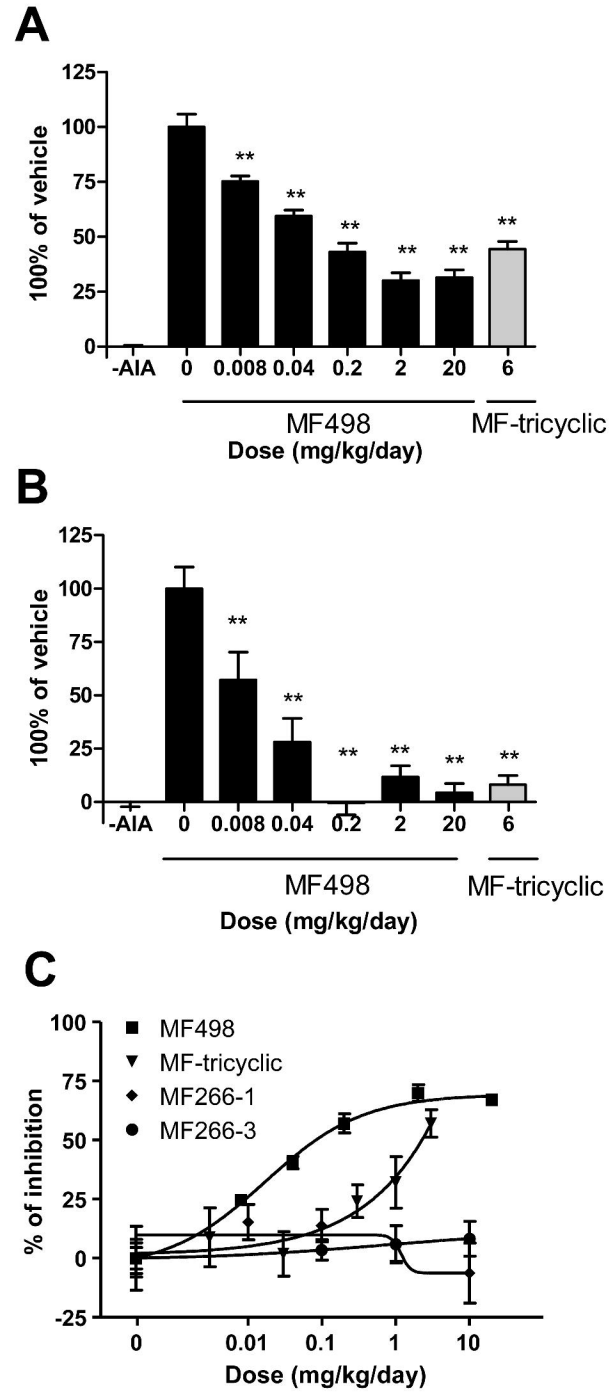 A
125
100
75
50
25
0
100% of vehicle
** ** ** ** ** **
-AIA 0 0.008 0.04 0.2 2 20 6
MF498 MF-tricyclic
Dose (mg/kg/day)
B
125
100
75
50
25
0
100% of vehicle
** ** ** ** ** **
-AIA 0 0.008 0.04 0.2 2 20 6
MF498 MF-tricyclic
Dose (mg/kg/day)
C
100
75
50
25
0
-25
% of inhibition
MF498
MF-tricyclic
MF266-1
MF266-3
0 0.01 0.1 1 10
Dose (mg/kg/day)